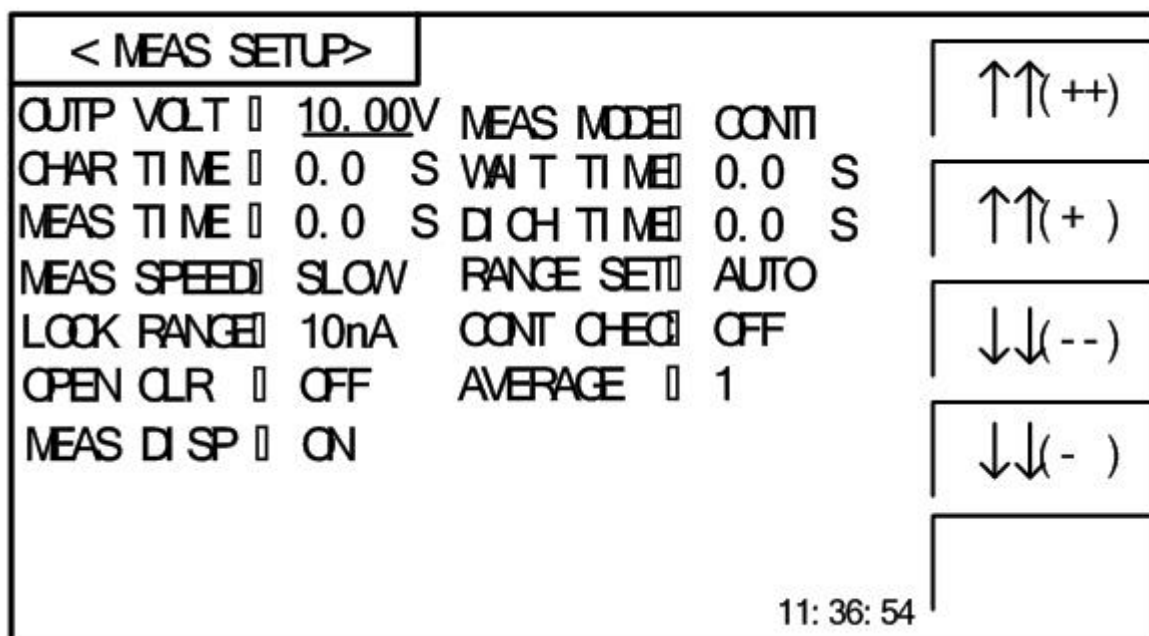 < MEAS SETUP>
OUTP VOLT : 10.00V MEAS MODE: CONTI
CHAR TIME : 0.0 S WAIT TIME: 0.0 S
MEAS TIME : 0.0 S DICH TIME: 0.0 S
MEAS SPEED: SLOW RANGE SET: AUTO
LOCK RANGE: 10nA CONT CHEC: OFF
OPEN CLR : OFF AVERAGE : 1
MEAS DISP : ON
↑↑(++)
↑↑(+ )
↓↓(--)
↓↓(- )
11:36:54